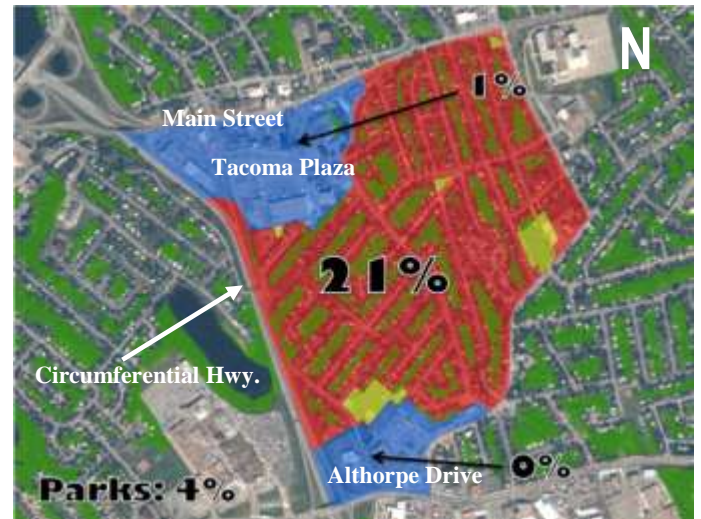 N
1%
Main Street
Tacoma Plaza
21%
Circumferential Hwy.
Althorpe Drive
0%
Parks: 4%